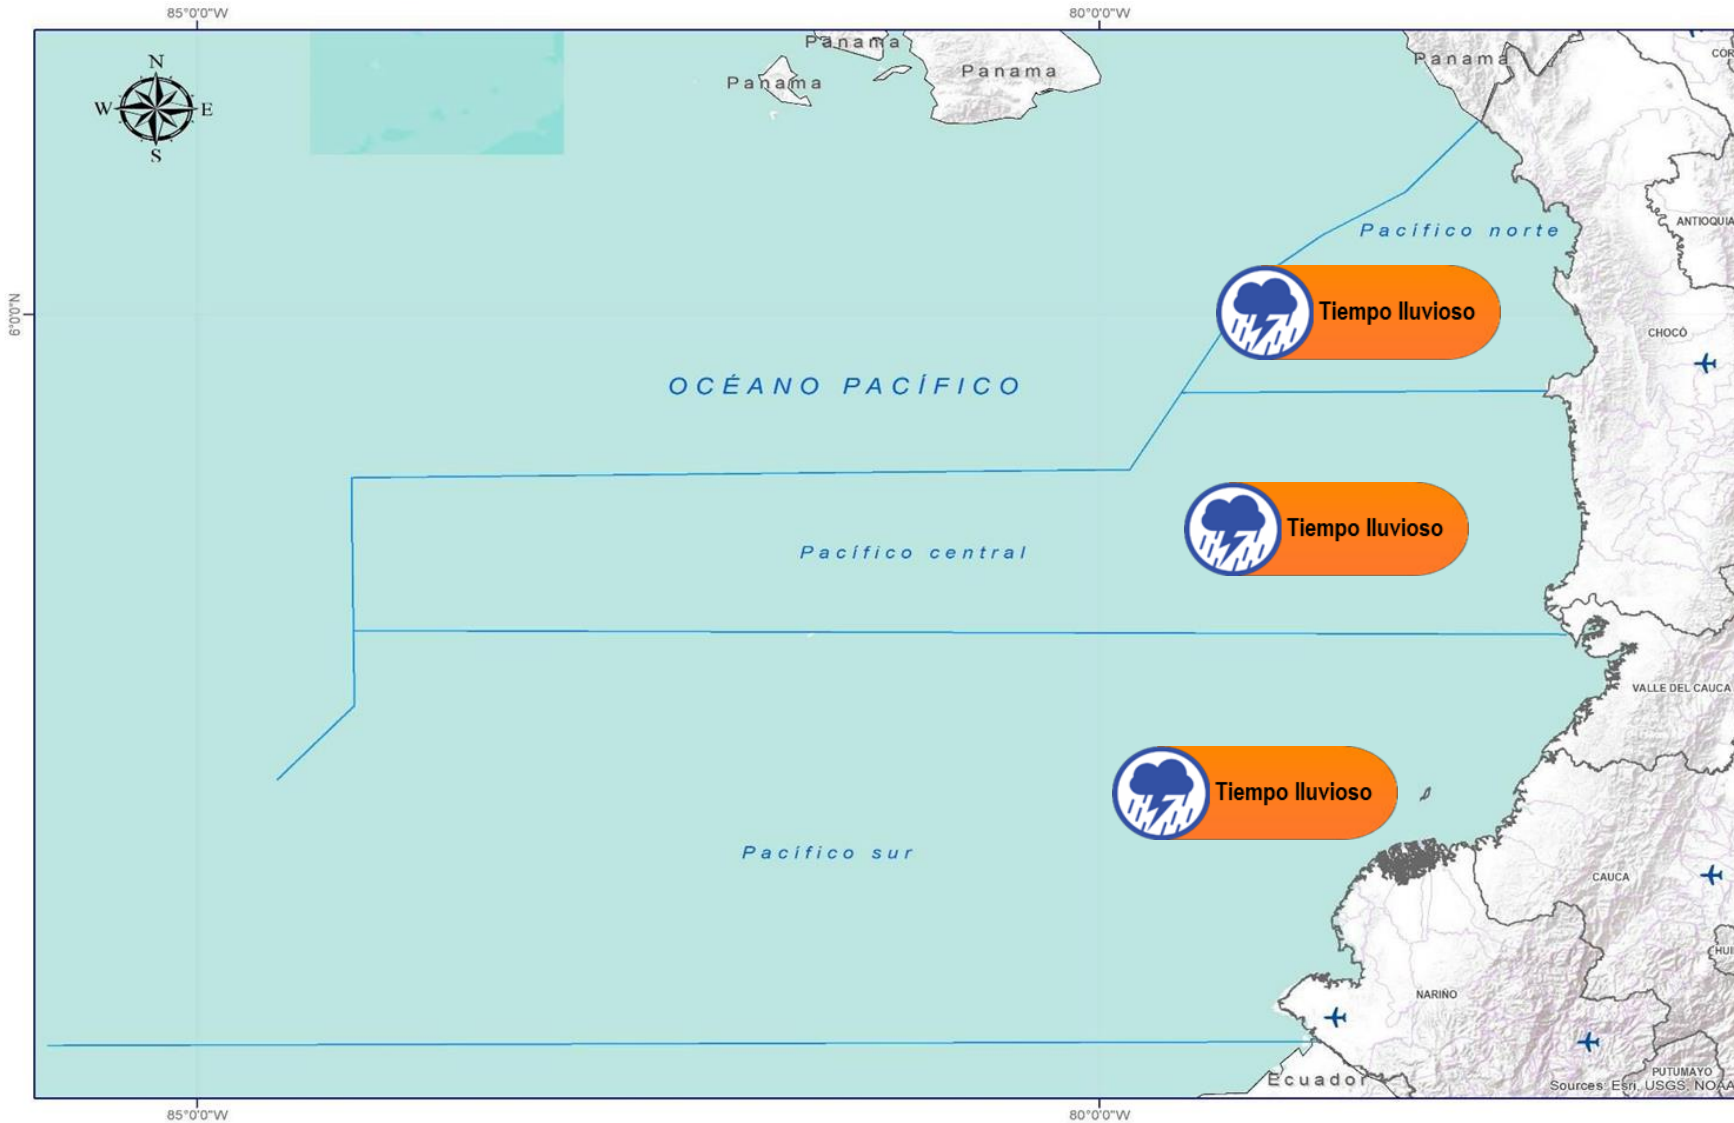 85°0'0"W
80°0'0"W
N
W
E
S
Panama
Panama
Panama
Panama
COR
ANTIOQUIA
Pacífico norte
6°0'0"N
Tiempo lluvioso
CHOCÓ
OCÉANO PACÍFICO
Tiempo lluvioso
Pacífico central
VALLE DEL CAUCA
Tiempo lluvioso
Pacífico sur
CAUCA
HUI
NARIÑO
Ecuador
PUTUMAYO
Sources: Esri, USGS, NOAA
85°0'0"W
80°0'0"W